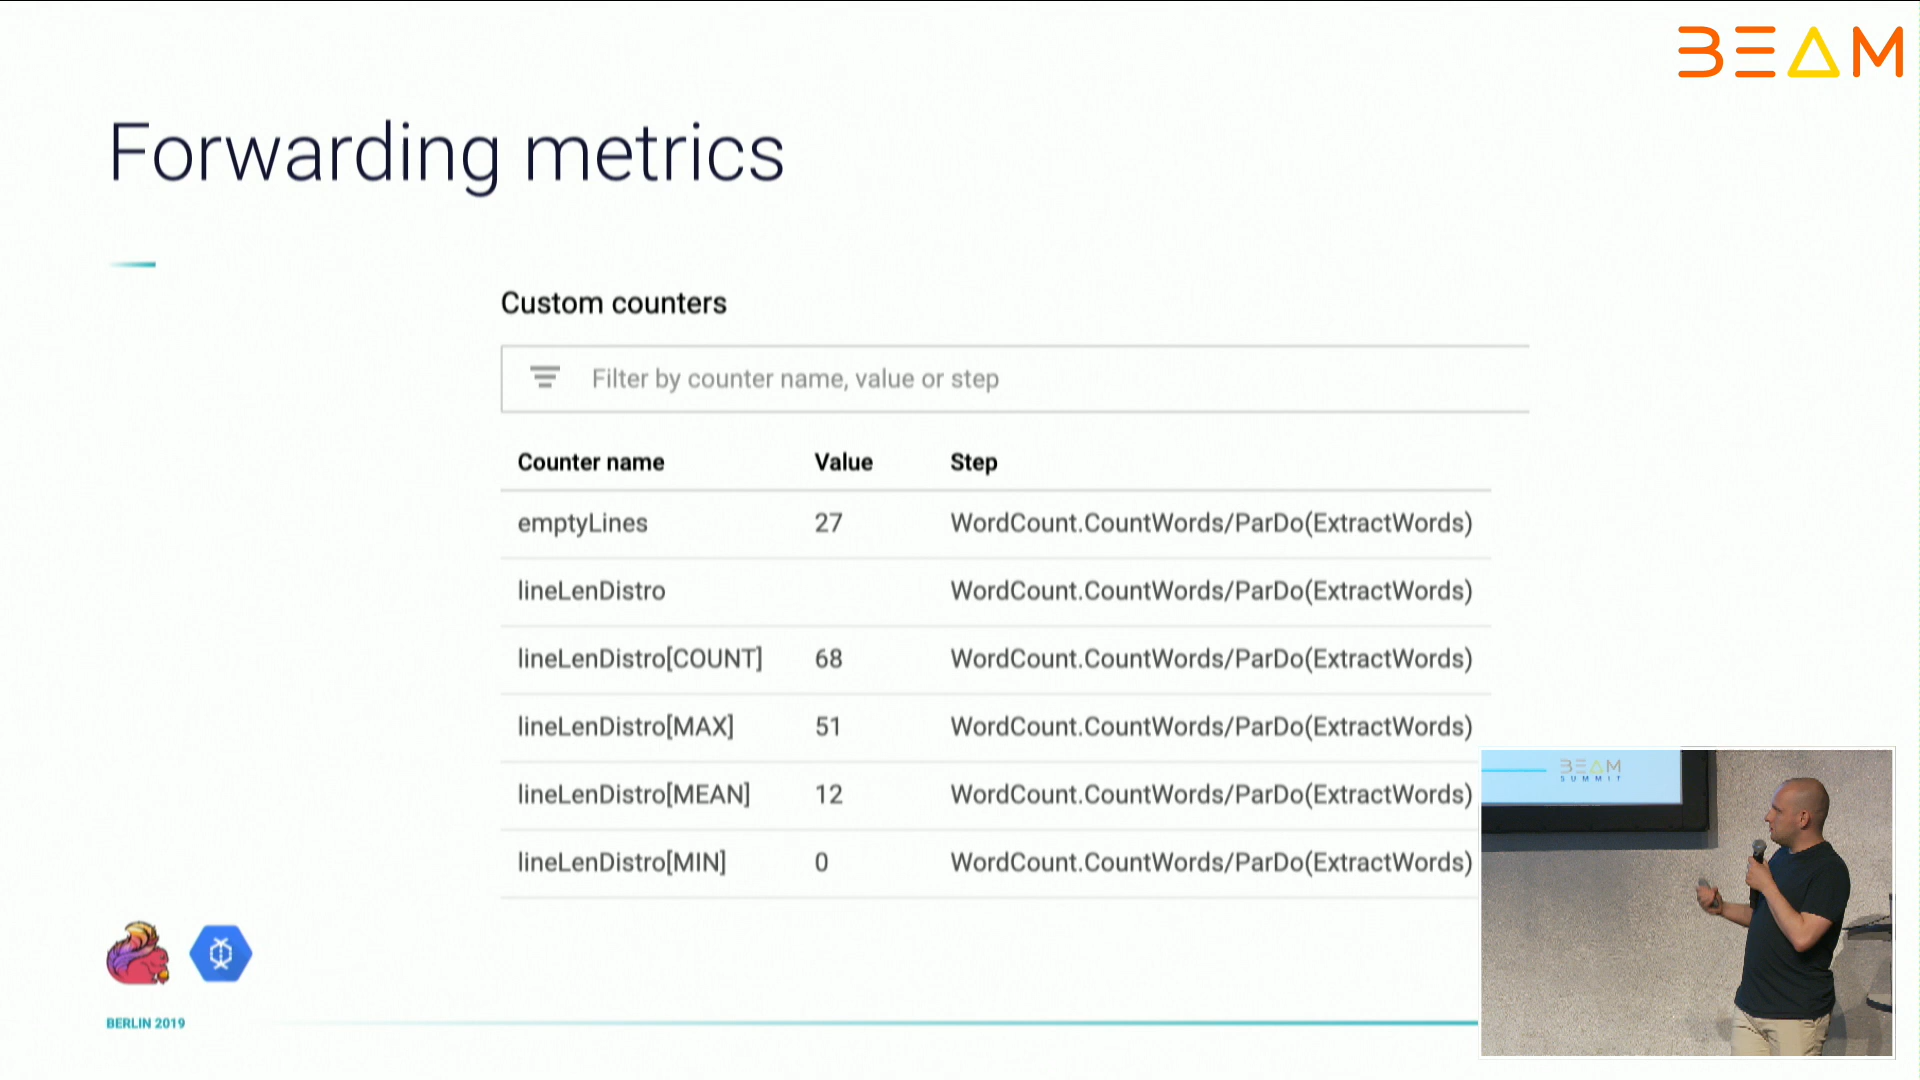 BEAM
Forwarding metrics
Custom counters
Filter by counter name, value or step
Counter name Value Step
emptyLines 27 WordCount.CountWords/ParDo(ExtractWords)
lineLenDistro WordCount.CountWords/ParDo(ExtractWords)
lineLenDistro[COUNT] 68 WordCount.CountWords/ParDo(ExtractWords)
lineLenDistro[MAX] 51 WordCount.CountWords/ParDo(ExtractWords)
lineLenDistro[MEAN] 12 WordCount.CountWords/ParDo(ExtractWords)
lineLenDistro[MIN] 0 WordCount.CountWords/ParDo(ExtractWords)
BEAM
SUMMIT
BERLIN 2019